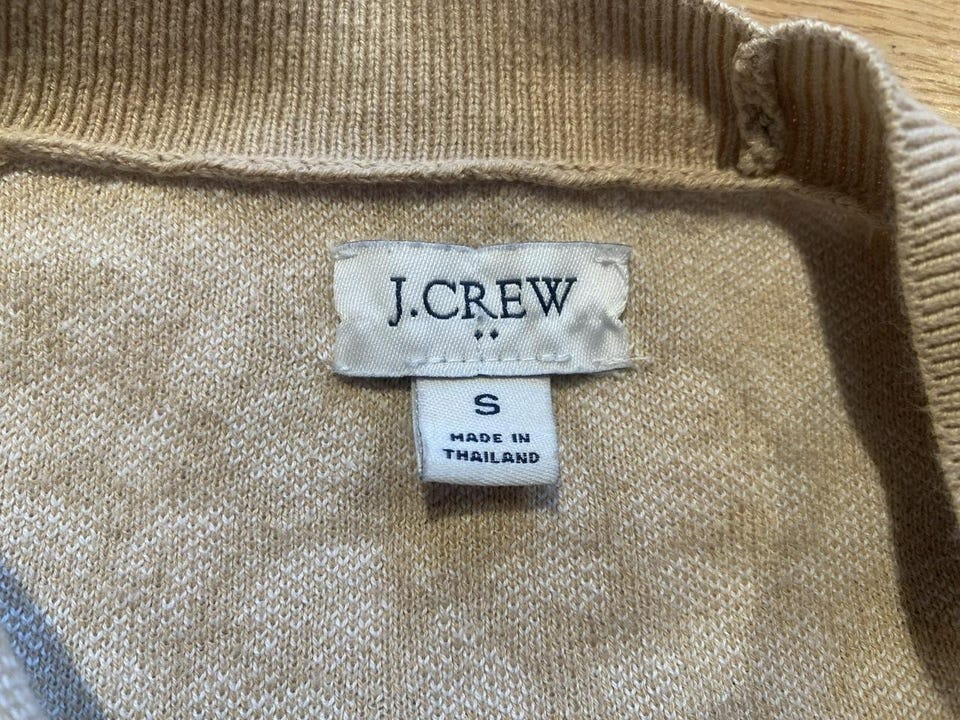 J.CREW
S
MADE IN
THAILAND